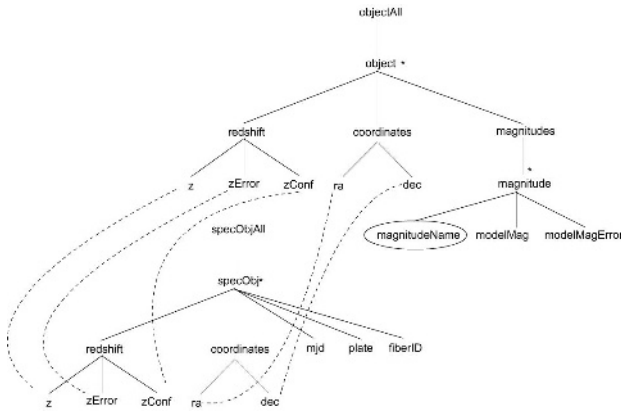 objectAll
object *
redshift coordinates magnitudes
*
z zError zConf ra dec magnitude
specObjAll
magnitudeName modelMag modelMagError
specObj*
redshift coordinates mjd plate fiberID
z zError zConf ra dec